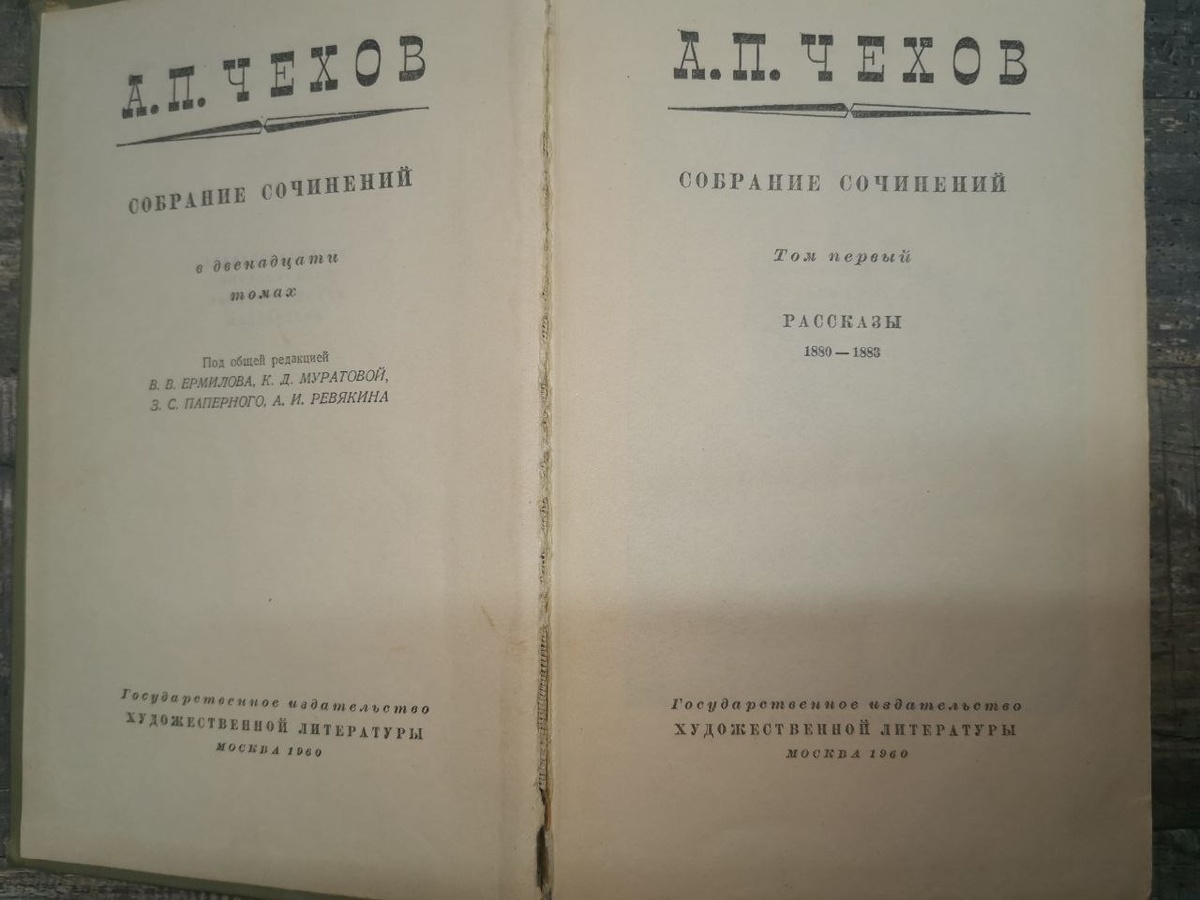 А. П. ЧЕХОВ
СОБРАНИЕ СОЧИНЕНИЙ
в двенадцати
томах
Под общей редакцией
В. В. ЕРМИЛОВА, К. Д. МУРАТОВОЙ,
З. С. ПАПЕРНОГО, А. И. РЕВЯКИНА
Государственное издательство
ХУДОЖЕСТВЕННОЙ ЛИТЕРАТУРЫ
МОСКВА 1960
А. П. ЧЕХОВ
СОБРАНИЕ СОЧИНЕНИЙ
Том первый
РАССКАЗЫ
1880 — 1883
Государственное издательство
ХУДОЖЕСТВЕННОЙ ЛИТЕРАТУРЫ
МОСКВА 1960